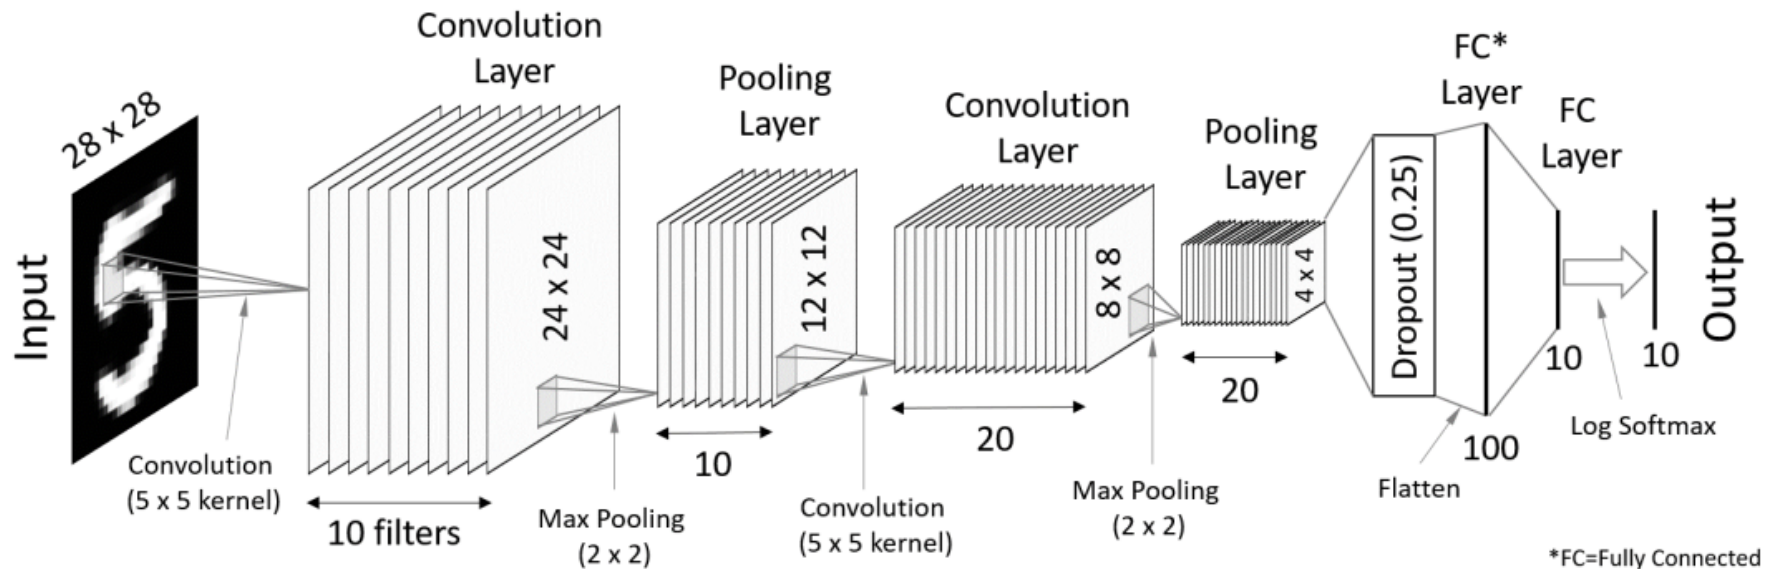 Input
28 x 28
Convolution
(5 x 5 kernel)
Convolution
Layer
24 x 24
10 filters
Max Pooling
(2 x 2)
Pooling
Layer
12 x 12
10
Convolution
(5 x 5 kernel)
Convolution
Layer
8 x 8
20
Max Pooling
(2 x 2)
Pooling
Layer
4 x 4
20
Dropout (0.25)
Flatten
FC*
Layer
100
FC
Layer
10
Log Softmax
10
Output
*FC=Fully Connected